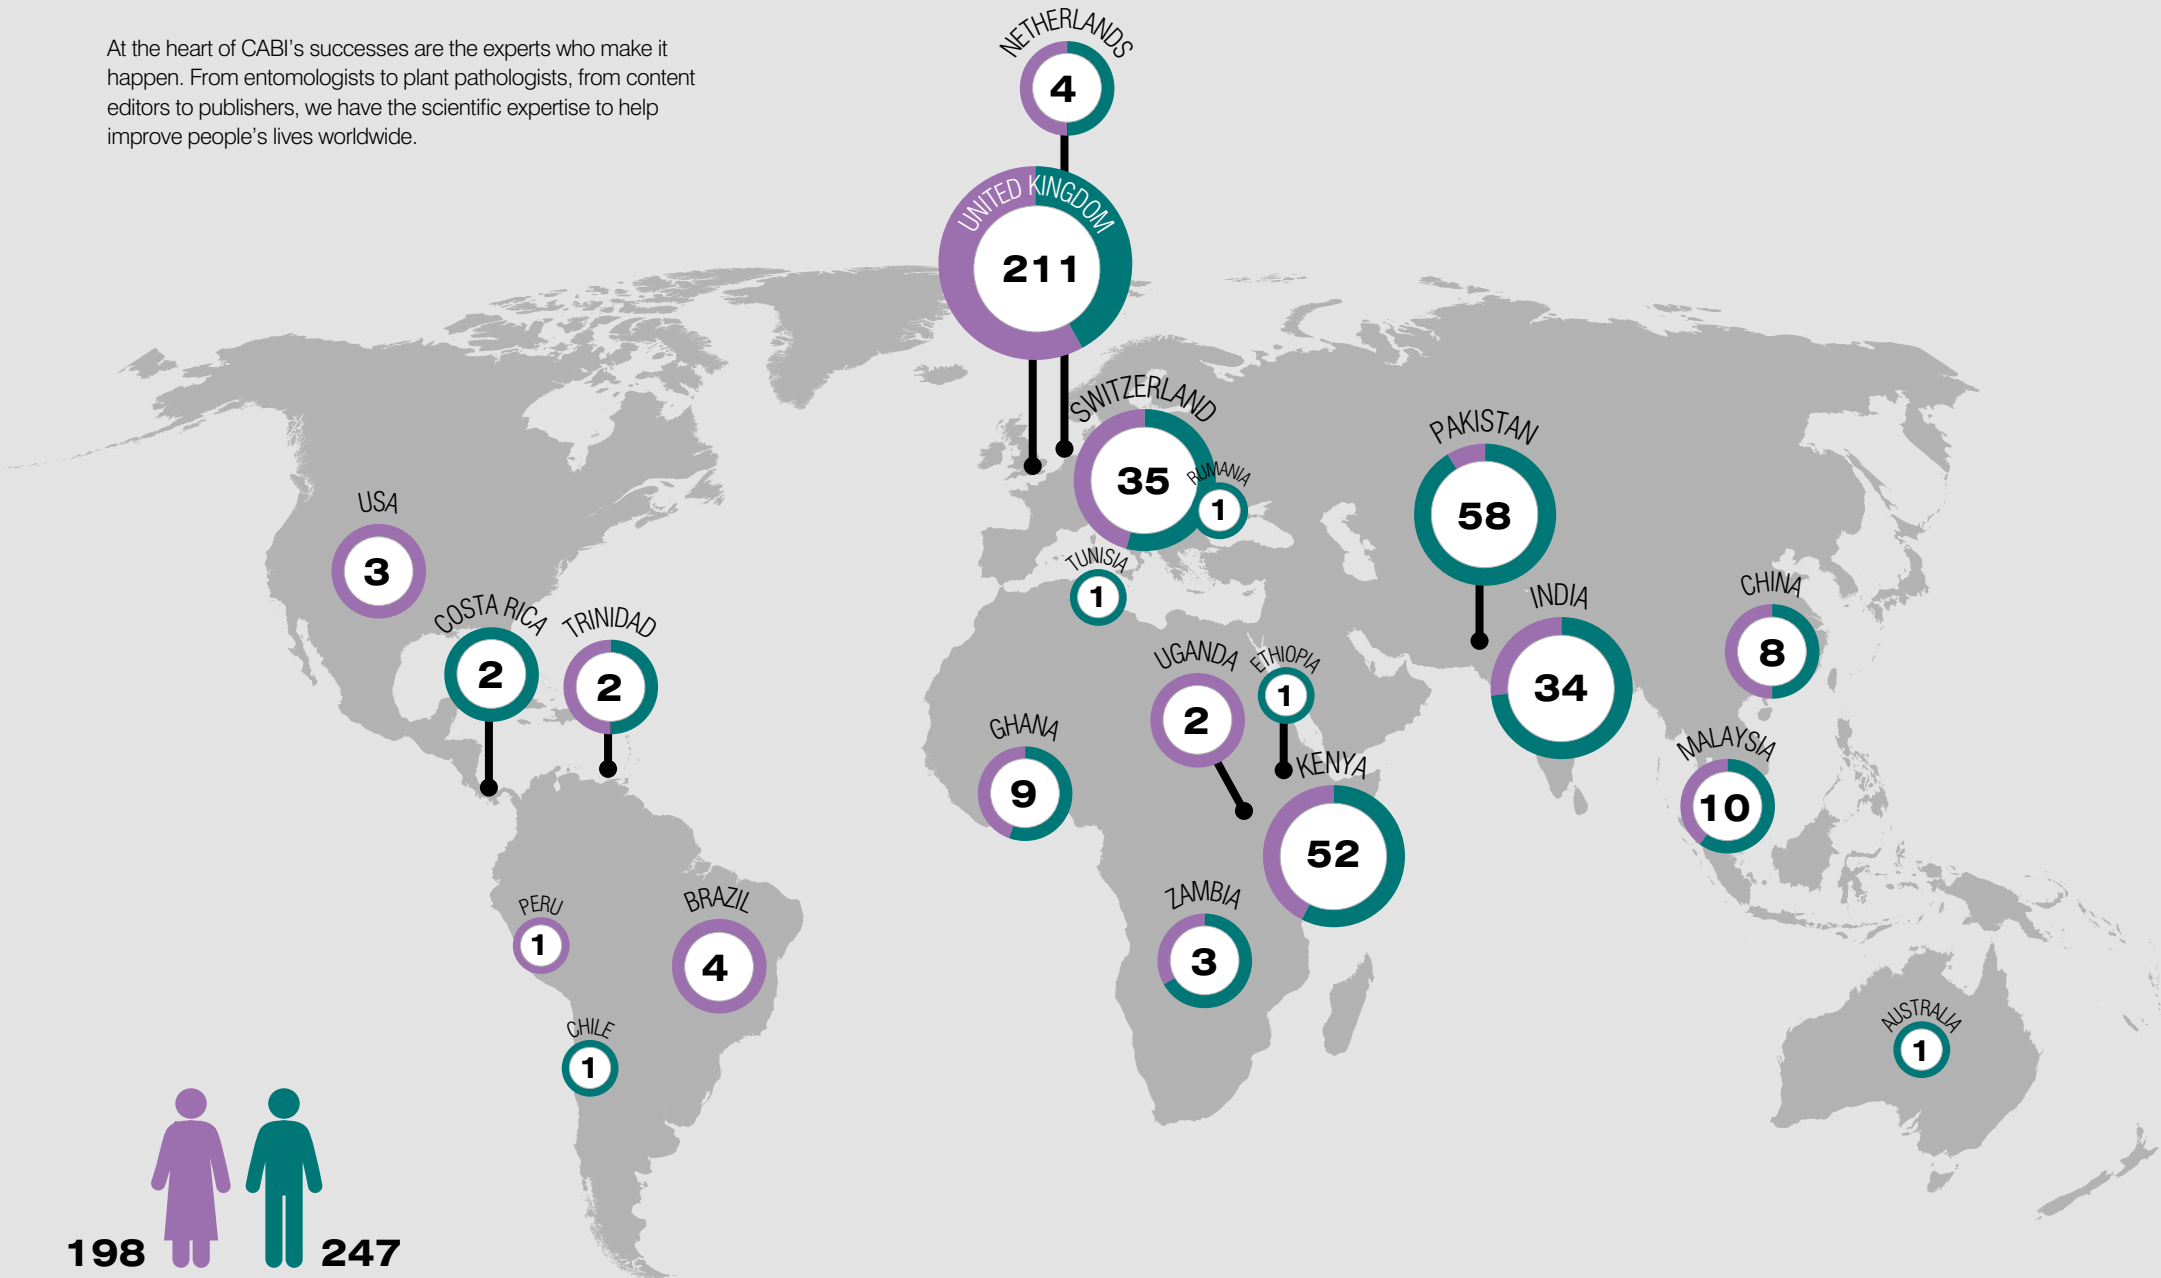 At the heart of CABI's successes are the experts who make it
happen. From entomologists to plant pathologists, from content
editors to publishers, we have the scientific expertise to help
improve people's lives worldwide.
NETHERLANDS
4
UNITED KINGDOM
211
SWITZERLAND
35
RUMANIA
1
PAKISTAN
58
USA
3
TUNISIA
1
INDIA
34
CHINA
8
COSTA RICA
2
TRINIDAD
2
UGANDA
2
ETHIOPIA
1
GHANA
9
KENYA
52
MALAYSIA
10
PERU
1
BRAZIL
4
ZAMBIA
3
CHILE
1
AUSTRALIA
1
198
247